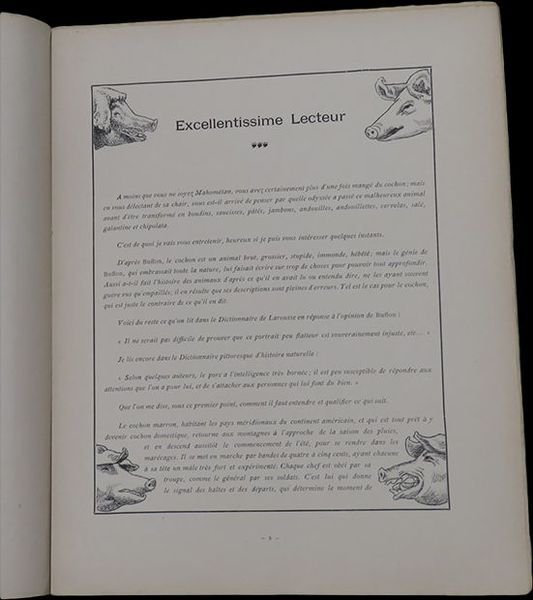 Excellentissime Lecteur
A moins que vous ne soyez Mahométan, vous avez certainement plus d'une fois mangé du cochon; mais
en vous délectant de sa chair, vous est-il arrivé de penser par quelle odyssée a passé ce malheureux animal
avant d'être transformé en boudins, saucisses, pâtés, jambons, andouilles, andouillettes, cervelas, salé,
galantine et chipolata.
C'est de quoi je vais vous entretenir, heureux si je puis vous intéresser quelques instants.
D'après Buffon, le cochon est un animal brut, grossier, stupide, immonde, hébété; mais le génie de
Buffon, qui embrassait toute la nature, lui faisait écrire sur trop de choses pour pouvoir tout approfondir.
Aussi a-t-il fait l'histoire des animaux d'après ce qu'il en avait lu ou entendu dire, ne les ayant souvent
guère vus qu'empaillés; il en résulte que ses descriptions sont pleines d'erreurs. Tel est le cas pour le cochon,
qui est juste le contraire de ce qu'il en dit.
Voici du reste ce qu'on lit dans le Dictionnaire de Larousse en réponse à l'opinion de Buffon :
« Il ne serait pas difficile de prouver que ce portrait peu flatteur est souverainement injuste, etc... »
Je lis encore dans le Dictionnaire pittoresque d'histoire naturelle :
« Selon quelques auteurs, le porc a l'intelligence très bornée; il est peu susceptible de répondre aux
attentions que l'on a pour lui, et de s'attacher aux personnes qui lui font du bien. »
Que l'on me dise, sous ce premier point, comment il faut entendre et qualifier ce qui suit.
Le cochon marron, habitant les pays méridionaux du continent américain, et qui est tout prêt à y
devenir cochon domestique, retourne aux montagnes à l'approche de la saison des pluies,
et en descend aussitôt le commencement de l'été, pour se rendre dans les
marécages. Il se met en marche par bandes de quatre à cinq cents, ayant chacune
à sa tête un mâle très fort et expérimenté. Chaque chef est obéi par sa
troupe, comme le général par ses soldats. C'est lui qui donne
le signal des haltes et des départs, qui détermine le moment de